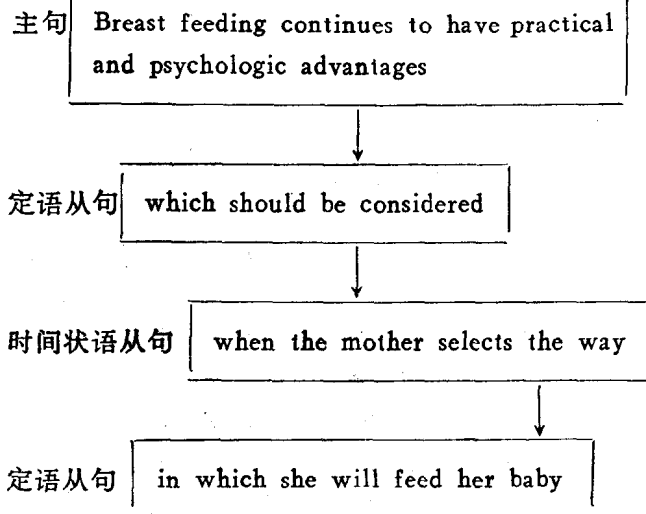 主句 Breast feeding continues to have practical
and psychologic advantages
定语从句 which should be considered
时间状语从句 when the mother selects the way
定语从句 in which she will feed her baby